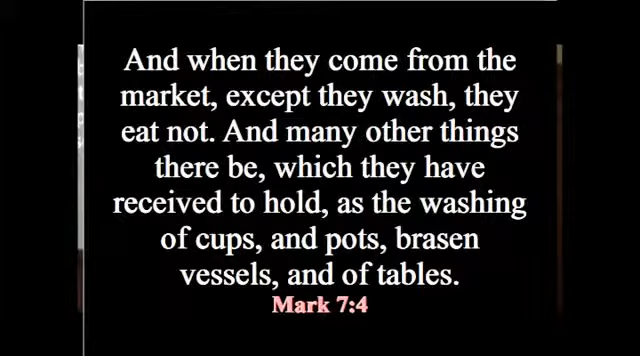 And when they come from the
market, except they wash, they
eat not. And many other things
there be, which they have
received to hold, as the washing
of cups, and pots, brasen
vessels, and of tables.
Mark 7:4